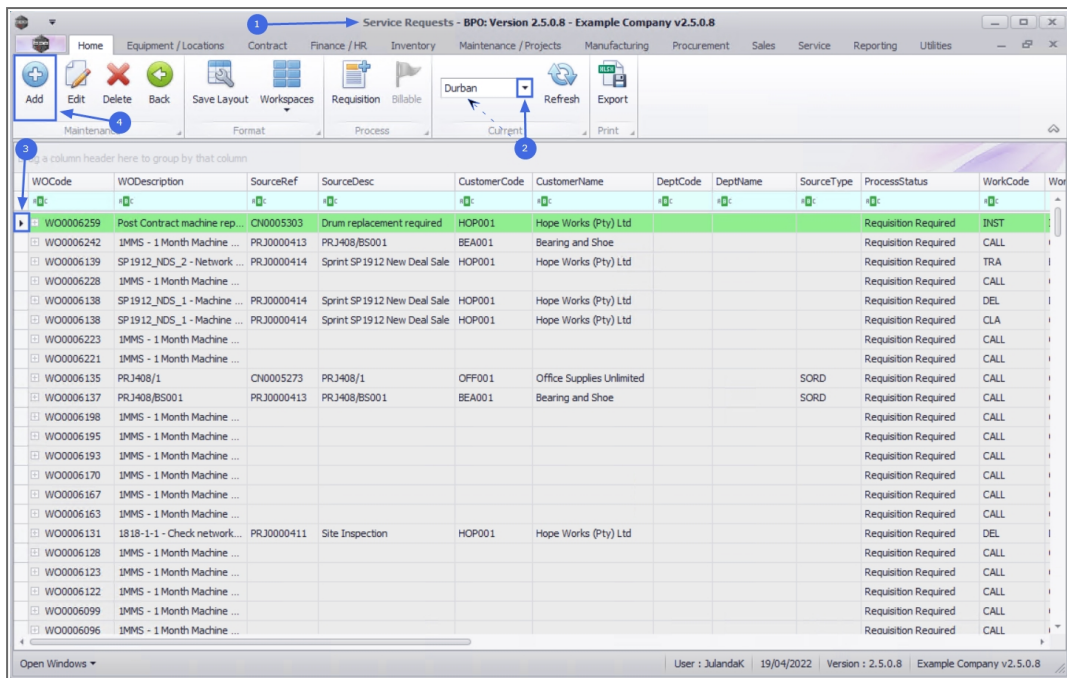 1
Service Requests - BPO: Version 2.5.0.8 - Example Company v2.5.0.8
Home Equipment / Locations Contract Finance / HR Inventory Maintenance / Projects Manufacturing Procurement Sales Service Reporting Utilities
Add Edit Delete Back Save Layout Workspaces Requisition Billable Durban Refresh Export
4
Format Process Current Print
2
3
a column header here to group by that column
WOCode WODescription SourceRef SourceDesc CustomerCode CustomerName DeptCode DeptName SourceType ProcessStatus WorkCode Wor
WO0006259 Post Contract machine rep... CN0005303 Drum replacement required HOP001 Hope Works (Pty) Ltd Requisition Required INST
WO0006242 1MMS - 1 Month Machine ... PRJ0000413 PRJ408/BS001 BEA001 Bearing and Shoe Requisition Required CALL
WO0006139 SP1912_NDS_2 - Network ... PRJ0000414 Sprint SP1912 New Deal Sale HOP001 Hope Works (Pty) Ltd Requisition Required TRA
WO0006228 1MMS - 1 Month Machine ... Requisition Required CALL
WO0006138 SP1912_NDS_1 - Machine ... PRJ0000414 Sprint SP1912 New Deal Sale HOP001 Hope Works (Pty) Ltd Requisition Required DEL
WO0006138 SP1912_NDS_1 - Machine ... PRJ0000414 Sprint SP1912 New Deal Sale HOP001 Hope Works (Pty) Ltd Requisition Required CLA
WO0006223 1MMS - 1 Month Machine ... Requisition Required CALL
WO0006221 1MMS - 1 Month Machine ... Requisition Required CALL
WO0006135 PRJ408/1 CN0005273 PRJ408/1 OFF001 Office Supplies Unlimited SORD Requisition Required CALL
WO0006137 PRJ408/BS001 PRJ0000413 PRJ408/BS001 BEA001 Bearing and Shoe SORD Requisition Required CALL
WO0006198 1MMS - 1 Month Machine ... Requisition Required CALL
WO0006195 1MMS - 1 Month Machine ... Requisition Required CALL
WO0006193 1MMS - 1 Month Machine ... Requisition Required CALL
WO0006170 1MMS - 1 Month Machine ... Requisition Required CALL
WO0006167 1MMS - 1 Month Machine ... Requisition Required CALL
WO0006163 1MMS - 1 Month Machine ... Requisition Required CALL
WO0006131 1818-1-1 - Check network... PRJ0000411 Site Inspection HOP001 Hope Works (Pty) Ltd Requisition Required DEL
WO0006128 1MMS - 1 Month Machine ... Requisition Required CALL
WO0006123 1MMS - 1 Month Machine ... Requisition Required CALL
WO0006122 1MMS - 1 Month Machine ... Requisition Required CALL
WO0006099 1MMS - 1 Month Machine ... Requisition Required CALL
WO0006096 1MMS - 1 Month Machine ... Requisition Required CALL
Open Windows User : JulandaK 19/04/2022 Version : 2.5.0.8 Example Company v2.5.0.8